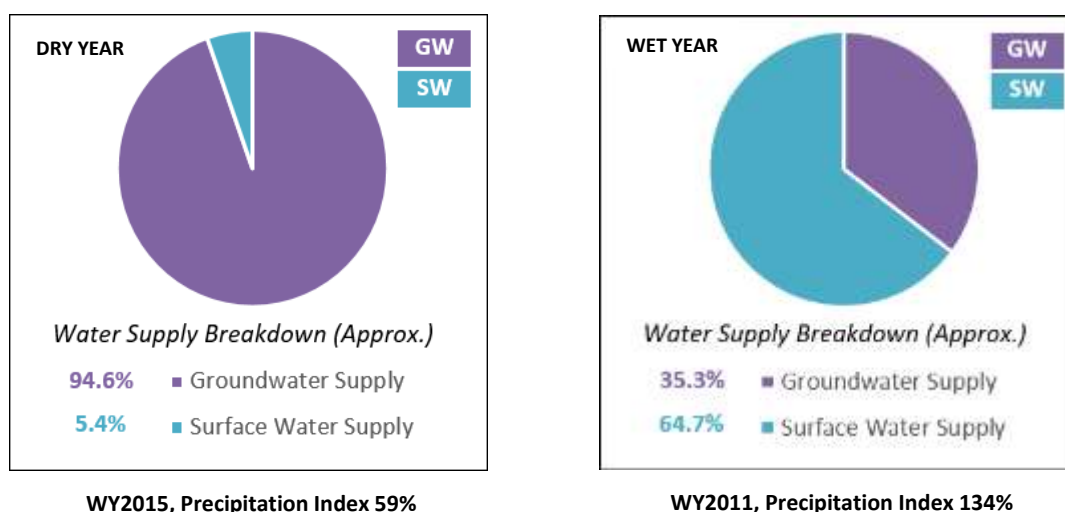 DRY YEAR
GW
SW
Water Supply Breakdown (Approx.)
94.6% Groundwater Supply
5.4% Surface Water Supply
WY2015, Precipitation Index 59%
WET YEAR
GW
SW
Water Supply Breakdown (Approx.)
35.3% Groundwater Supply
64.7% Surface Water Supply
WY2011, Precipitation Index 134%